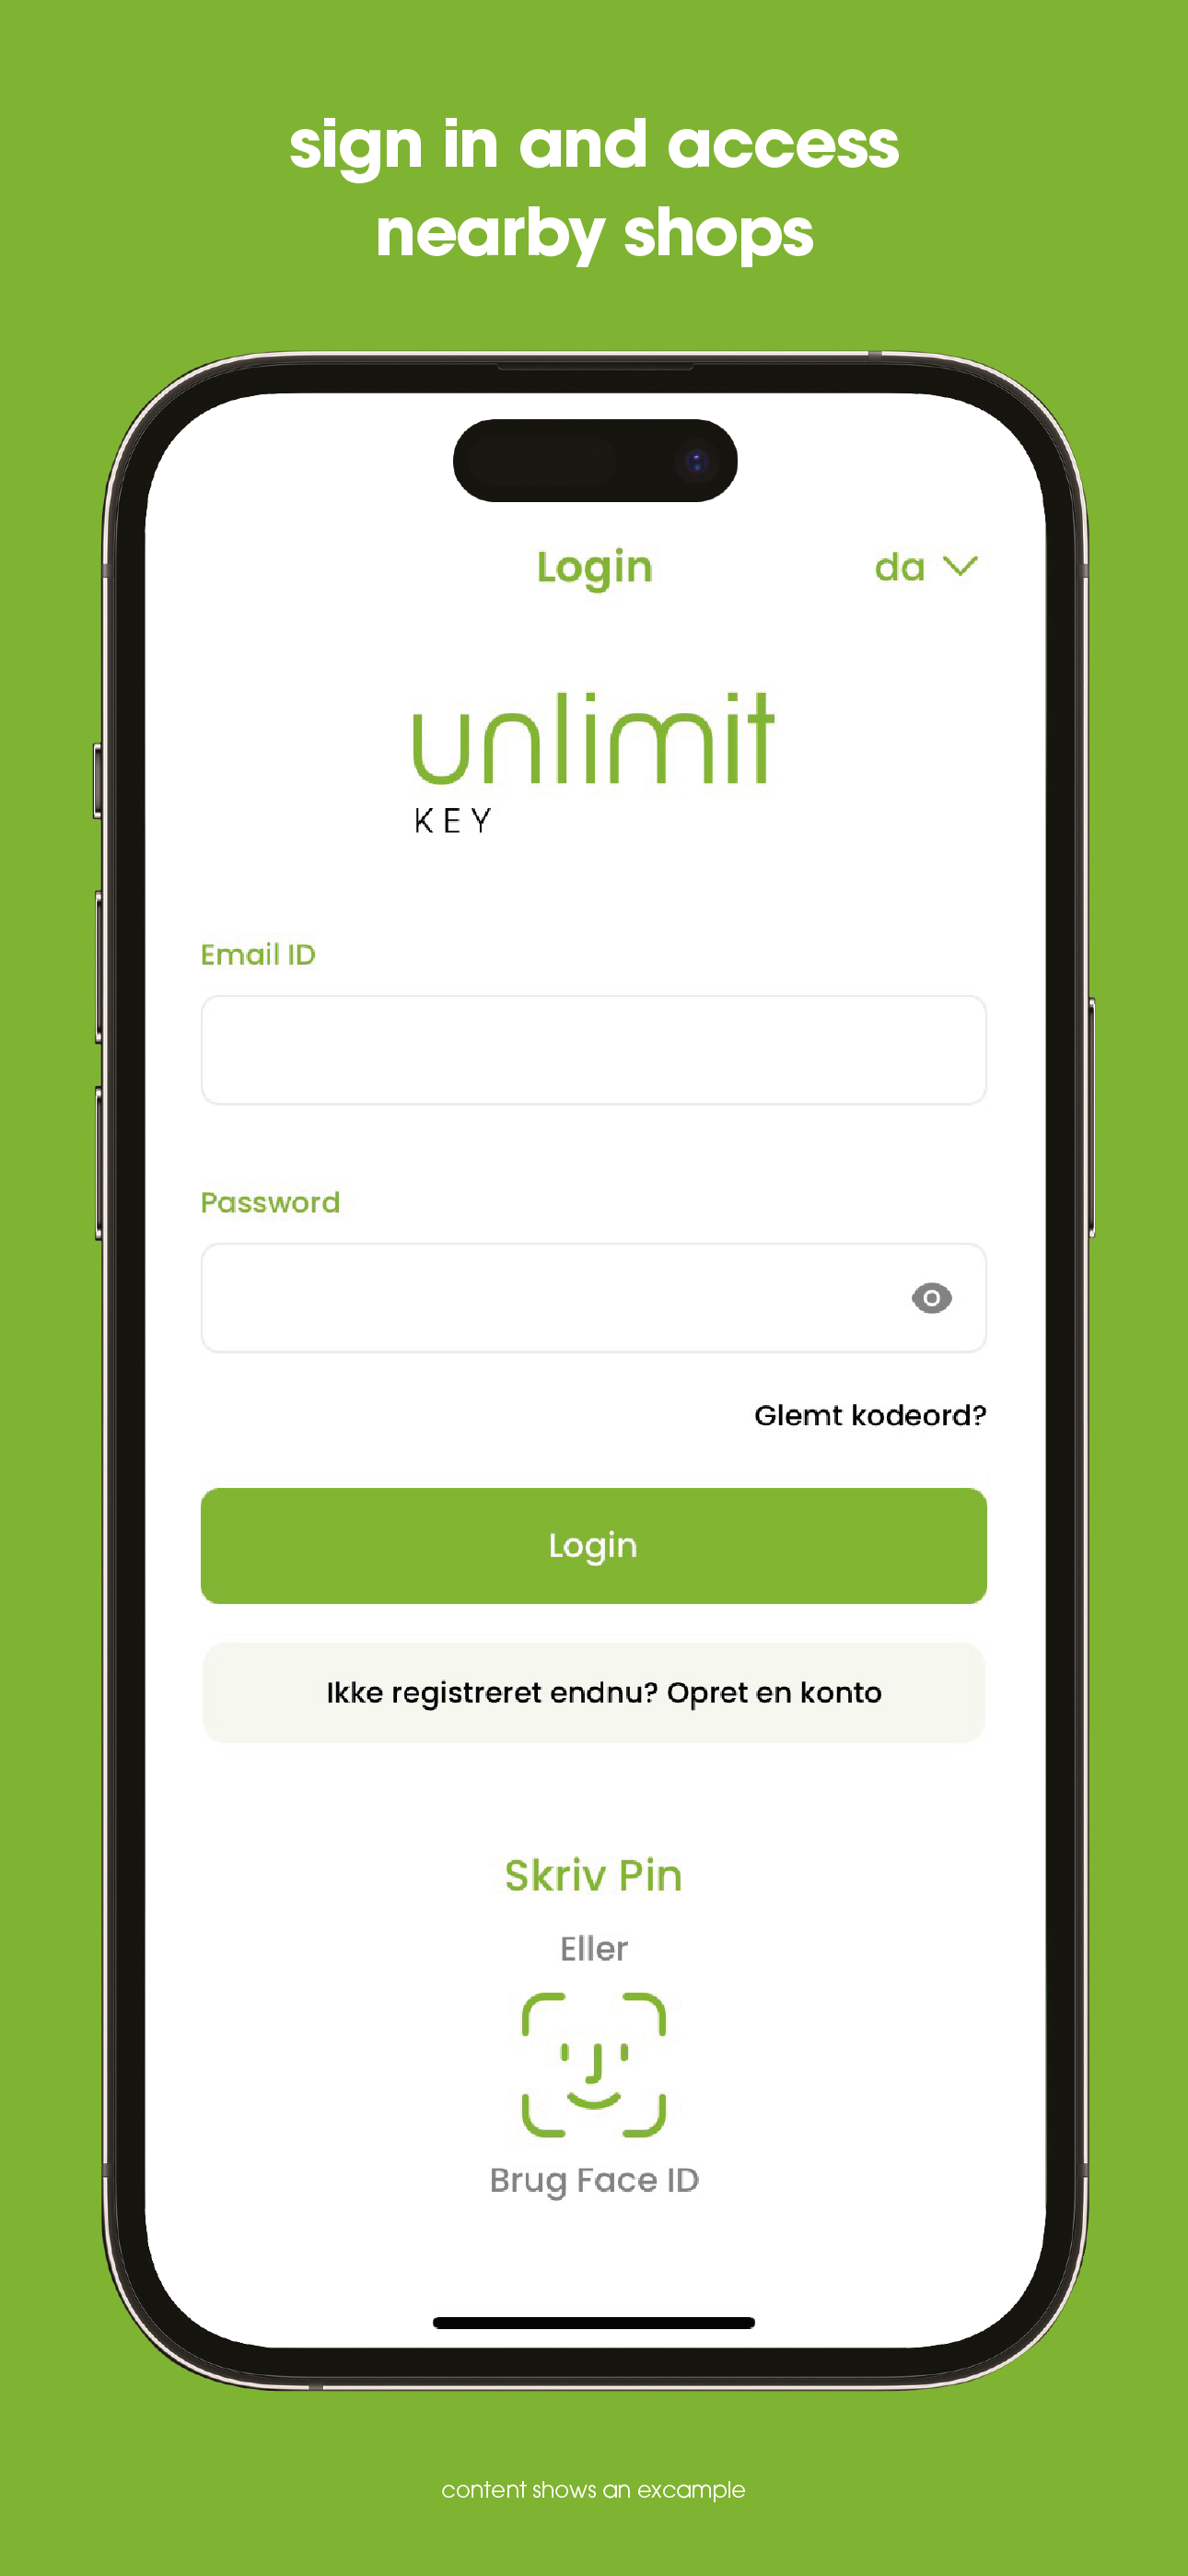 sign in and access
nearby shops
Login
da
unlimit
KEY
Email ID
Password
Glemt kodeord?
Login
Ikke registreret endnu? Opret en konto
Skriv Pin
Eller
Brug Face ID
content shows an excample